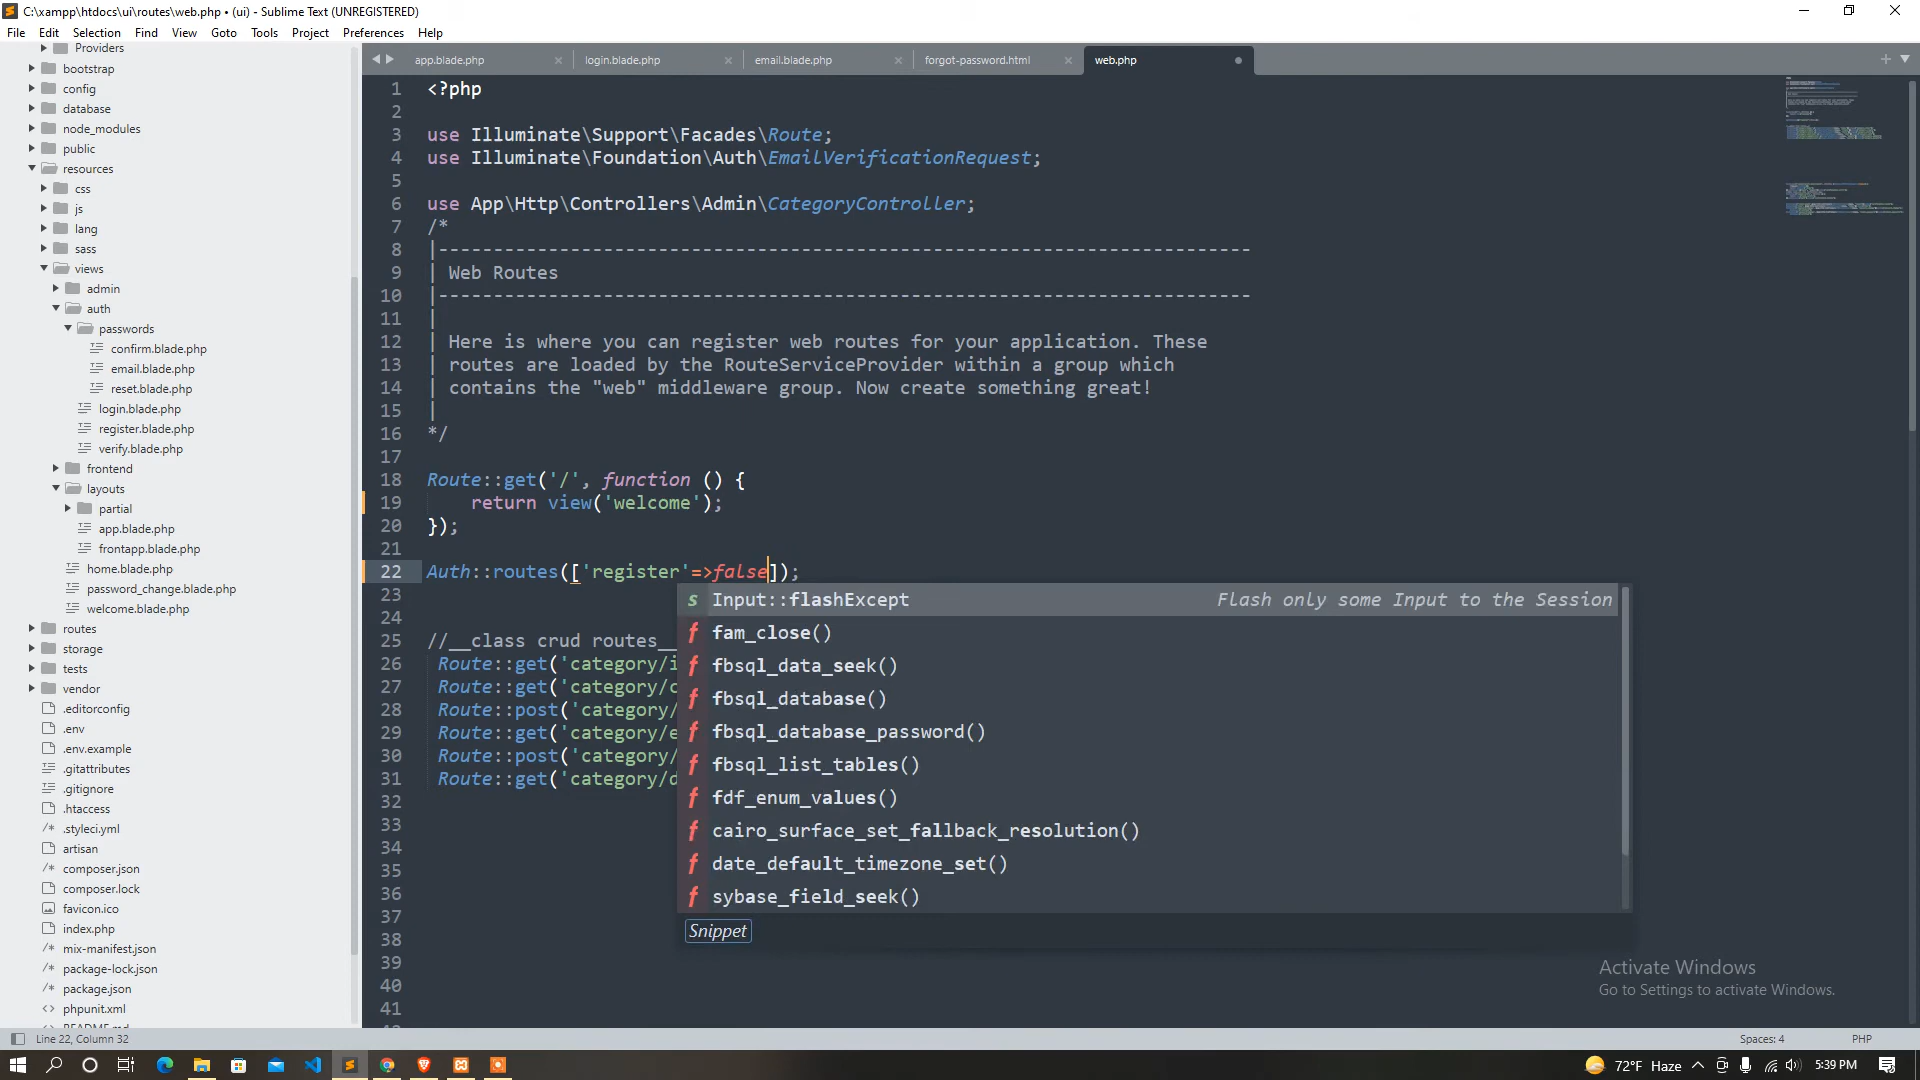 C:\xampp\htdocs\ui\routes\web.php • (ui) - Sublime Text (UNREGISTERED)
File Edit Selection Find View Goto Tools Project Preferences Help
Providers
bootstrap
config
database
node_modules
public
resources
css
js
lang
sass
views
admin
auth
passwords
confirm.blade.php
email.blade.php
reset.blade.php
login.blade.php
register.blade.php
verify.blade.php
frontend
layouts
partial
app.blade.php
frontapp.blade.php
home.blade.php
password_change.blade.php
welcome.blade.php
routes
storage
tests
vendor
.editorconfig
.env
.env.example
.gitattributes
.gitignore
.htaccess
.styleci.yml
artisan
composer.json
composer.lock
favicon.ico
index.php
mix-manifest.json
package-lock.json
package.json
phpunit.xml
README.md
app.blade.php login.blade.php email.blade.php forgot-password.html web.php
1 <?php
2
3 use Illuminate\Support\Facades\Route;
4 use Illuminate\Foundation\Auth\EmailVerificationRequest;
5
6 use App\Http\Controllers\Admin\CategoryController;
7 /*
8 |--------------------------------------------------------------------------
9 | Web Routes
10 |--------------------------------------------------------------------------
11 |
12 | Here is where you can register web routes for your application. These
13 | routes are loaded by the RouteServiceProvider within a group which
14 | contains the "web" middleware group. Now create something great!
15 |
16 */
17
18 Route::get('/', function () {
19 return view('welcome');
20 });
21
22 Auth::routes(['register'=>false]);
23
24
25 //__class crud routes__
26 Route::get('category/i
27 Route::get('category/c
28 Route::post('category/
29 Route::get('category/e
30 Route::post('category/
31 Route::get('category/d
32
33
34
35
36
37
38
39
40
41
s Input::flashExcept Flash only some Input to the Session
f fam_close()
f fbsql_data_seek()
f fbsql_database()
f fbsql_database_password()
f fbsql_list_tables()
f fdf_enum_values()
f cairo_surface_set_fallback_resolution()
f date_default_timezone_set()
f sybase_field_seek()
Snippet
Activate Windows
Go to Settings to activate Windows.
Line 22, Column 32 Spaces: 4 PHP
72°F Haze 5:39 PM